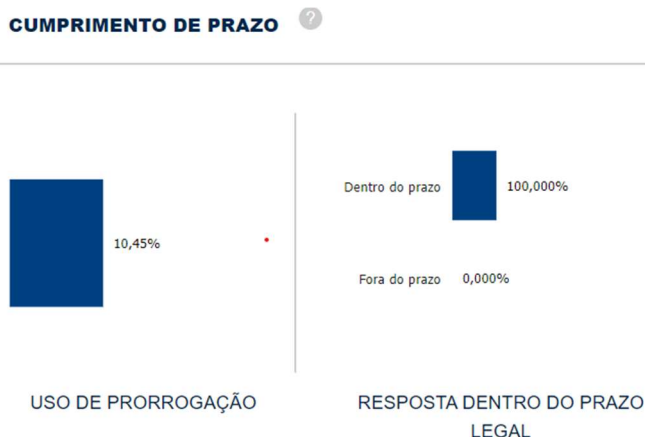 CUMPRIMENTO DE PRAZO ?
10,45%
USO DE PRORROGAÇÃO
Dentro do prazo 100,000%
Fora do prazo 0,000%
RESPOSTA DENTRO DO PRAZO
LEGAL